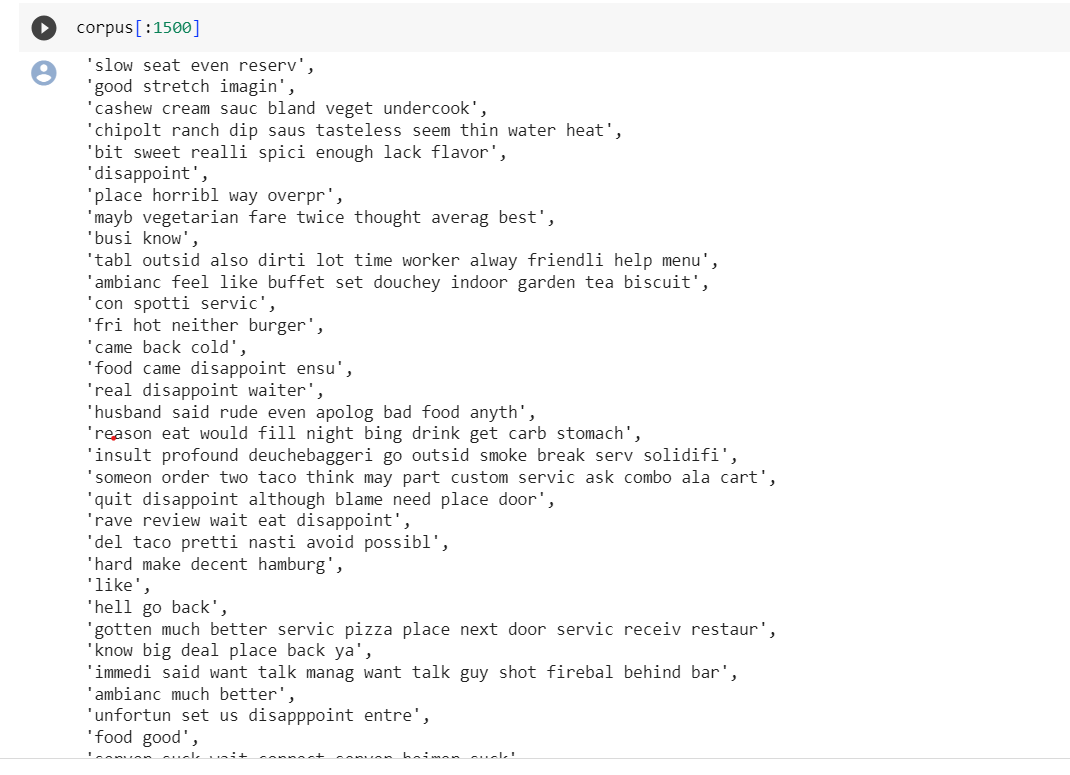 corpus[:1500]
'slow seat even reserv',
'good stretch imagin',
'cashew cream sauc bland veget undercook',
'chipolt ranch dip saus tasteless seem thin water heat',
'bit sweet realli spici enough lack flavor',
'disappoint',
'place horribl way overpr',
'mayb vegetarian fare twice thought averag best',
'busi know',
'tabl outsid also dirti lot time worker alway friendli help menu',
'ambianc feel like buffet set douchey indoor garden tea biscuit',
'con spotti servic',
'fri hot neither burger',
'came back cold',
'food came disappoint ensu',
'real disappoint waiter',
'husband said rude even apolog bad food anyth',
'reason eat would fill night bing drink get carb stomach',
'insult profound deuchebaggeri go outsid smoke break serv solidifi',
'someon order two taco think may part custom servic ask combo ala cart',
'quit disappoint although blame need place door',
'rave review wait eat disappoint',
'del taco pretti nasti avoid possibl',
'hard make decent hamburg',
'like',
'hell go back',
'gotten much better servic pizza place next door servic receiv restaur',
'know big deal place back ya',
'immedi said want talk manag want talk guy shot firebal behind bar',
'ambianc much better',
'unfortun set us disapppoint entre',
'food good',